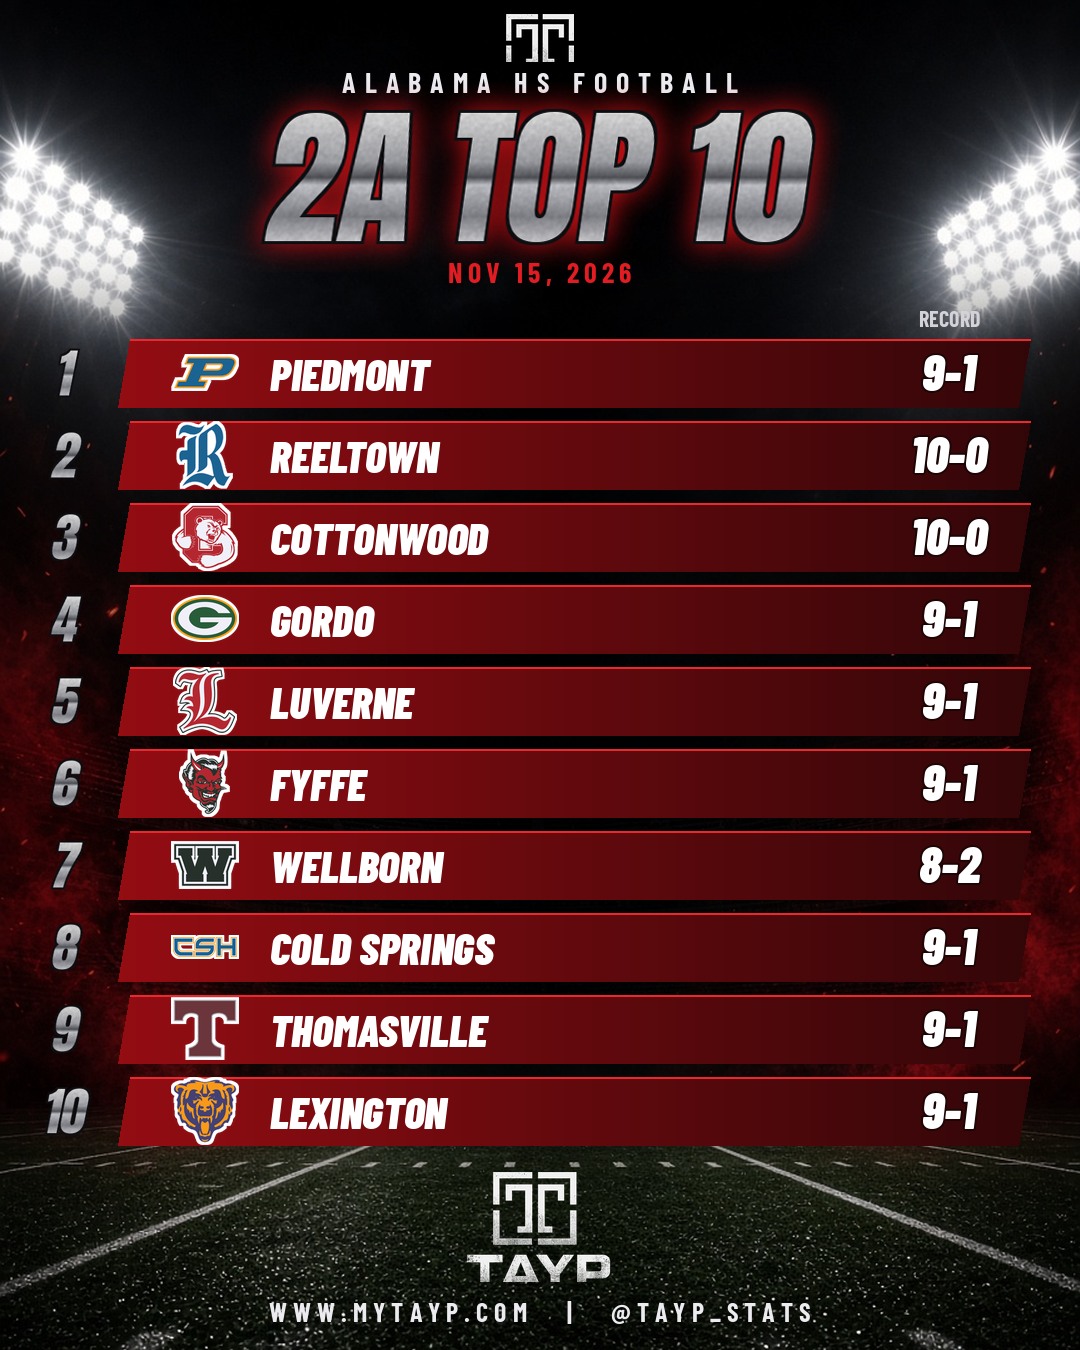 ALABAMA HS FOOTBALL
2A TOP 10
NOV 15, 2026
RECORD
1 PIEDMONT 9-1
2 REELTOWN 10-0
3 COTTONWOOD 10-0
4 GORDO 9-1
5 LUVERNE 9-1
6 FYFFE 9-1
7 WELLBORN 8-2
8 CSH COLD SPRINGS 9-1
9 THOMASVILLE 9-1
10 LEXINGTON 9-1
TAYP
WWW.MYTAYP.COM | @TAYP_STATS